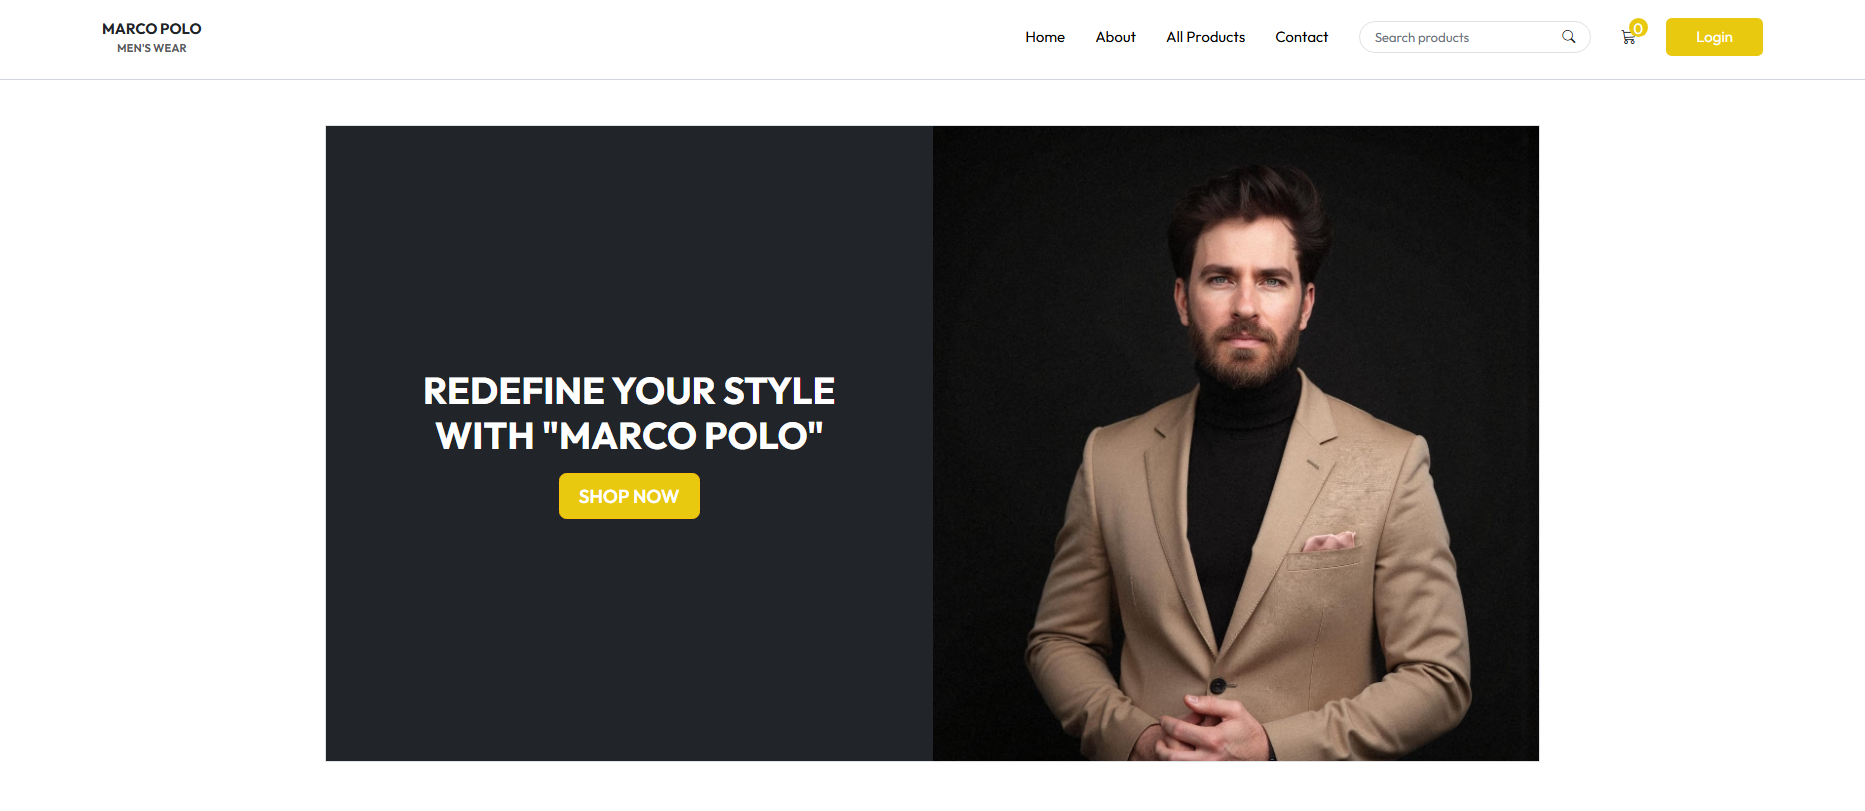 MARCO POLO
MEN'S WEAR
Home
About
All Products
Contact
Search products
0
Login
REDEFINE YOUR STYLE
WITH "MARCO POLO"
SHOP NOW